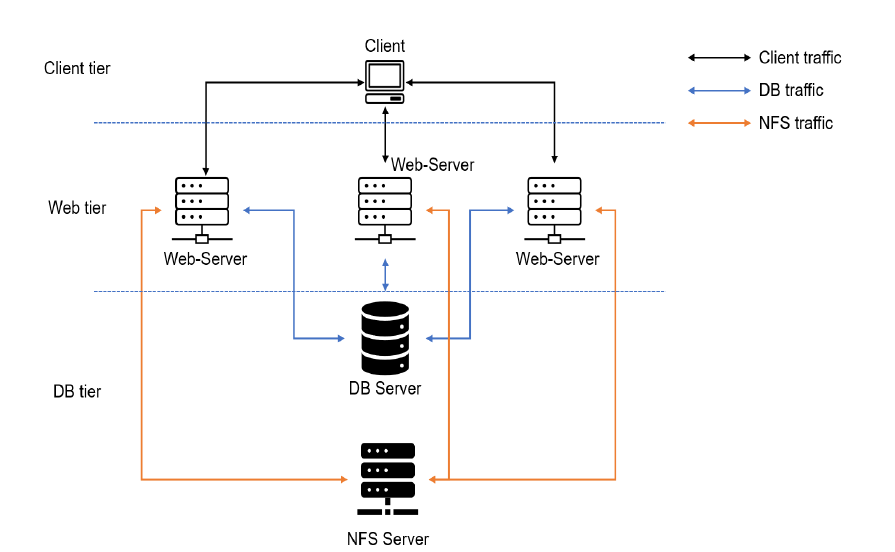 Client
Client tier
Client traffic
DB traffic
NFS traffic
Web-Server
Web tier
Web-Server
Web-Server
DB Server
DB tier
NFS Server